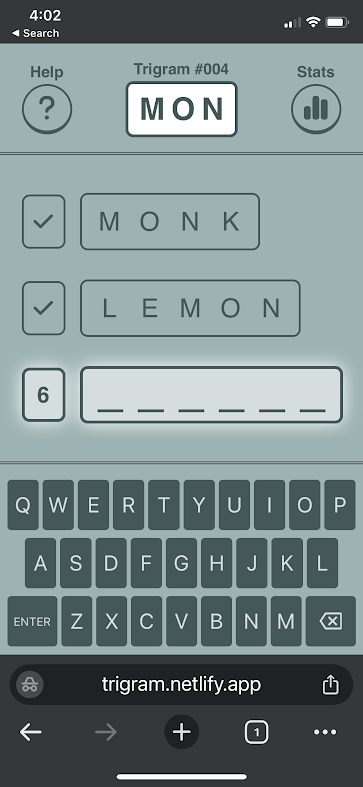 4:02
◀ Search
Help
Trigram #004
Stats
?
MON
MONK
LEMON
6
_ _ _ _ _ _
Q W E R T Y U I O P
A S D F G H J K L
ENTER Z X C V B N M
trigram.netlify.app
1